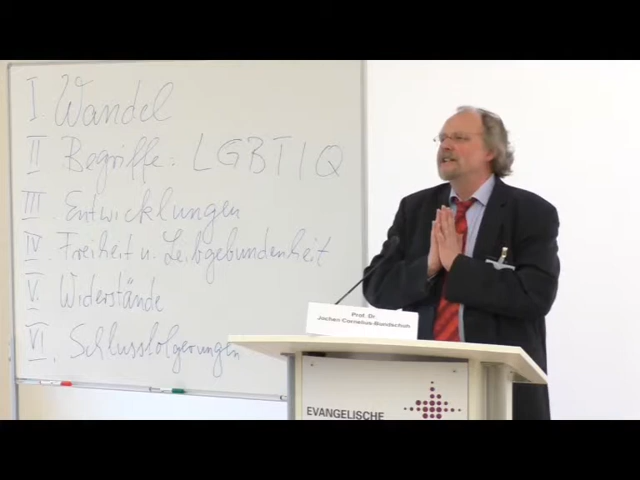 I Wandel
II Begriffe: LGBTIQ
III Entwicklungen
IV Freiheit u. Leibgebundenheit
V. Widerstände
VI Schlussfolgerungen
Prof. Dr.
Jochen Cornelius-Bundschuh
EVANGELISCHE